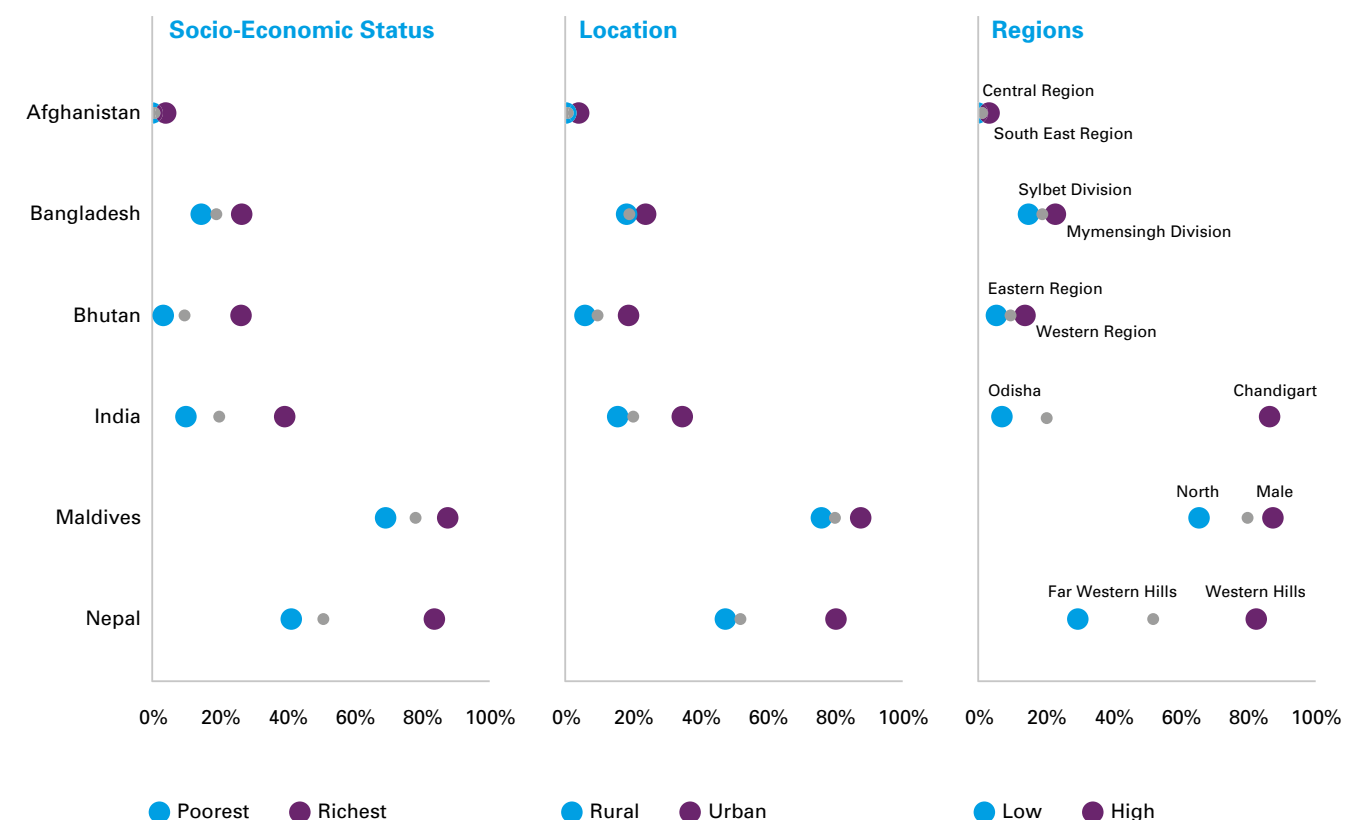 Socio-Economic Status
Location
Regions
Afghanistan
Central Region
South East Region
Bangladesh
Sylbet Division
Mymensingh Division
Bhutan
Eastern Region
Western Region
India
Odisha
Chandigart
Maldives
North
Male
Nepal
Far Western Hills
Western Hills
0% 20% 40% 60% 80% 100%
0% 20% 40% 60% 80% 100%
0% 20% 40% 60% 80% 100%
Poorest Richest
Rural Urban
Low High